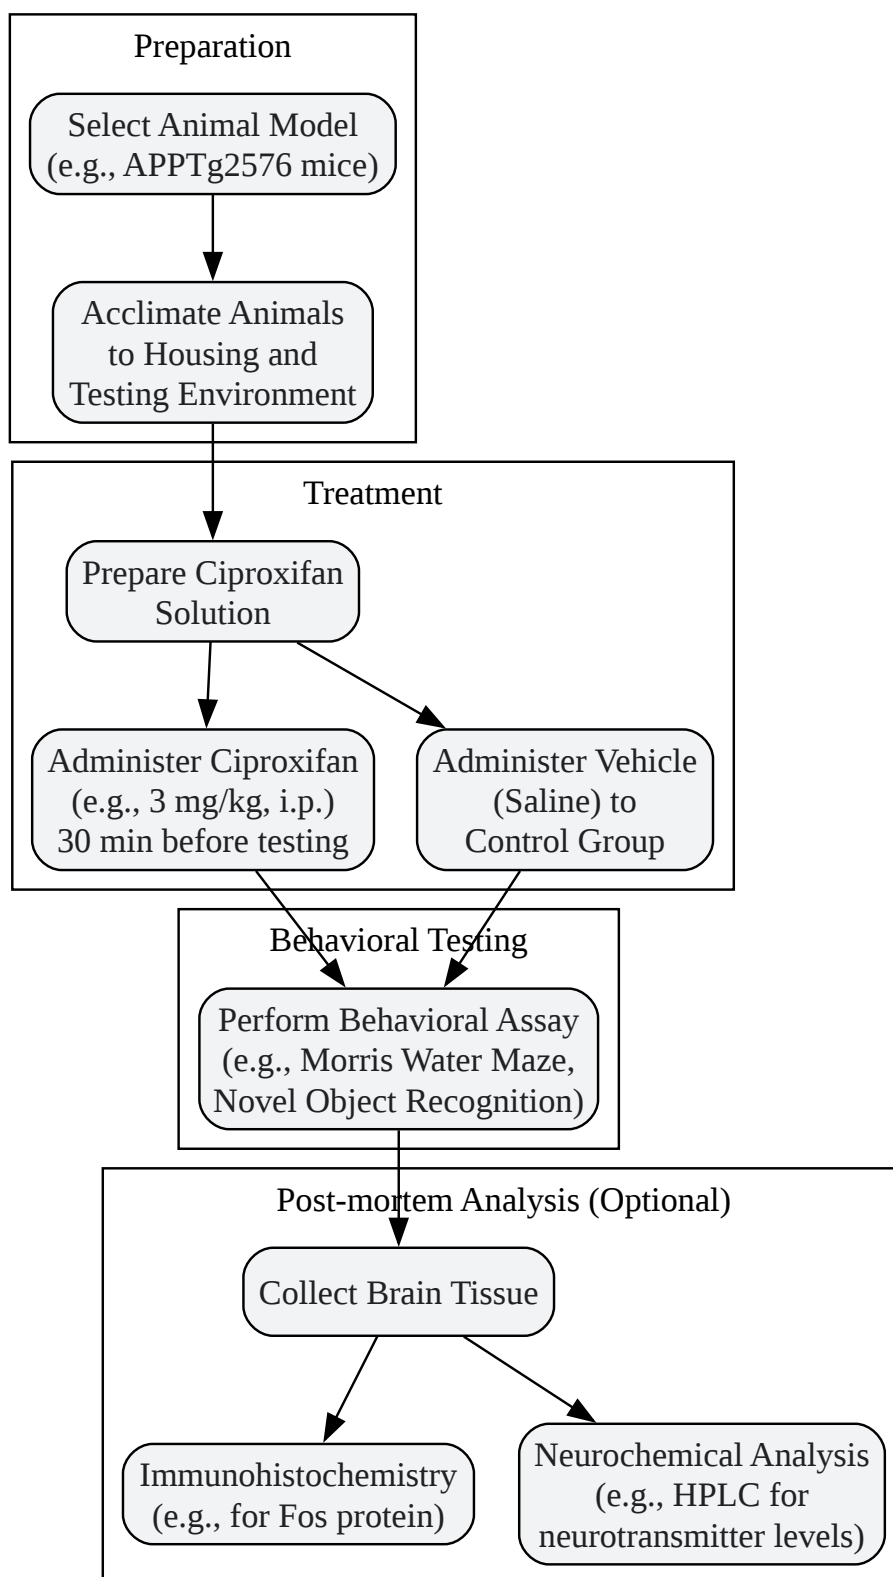 Preparation
Select Animal Model
(e.g., APPTg2576 mice)
Acclimate Animals
to Housing and
Testing Environment
Treatment
Prepare Ciproxifan
Solution
Administer Ciproxifan
(e.g., 3 mg/kg, i.p.)
30 min before testing
Administer Vehicle
(Saline) to
Control Group
Behavioral Testing
Perform Behavioral Assay
(e.g., Morris Water Maze,
Novel Object Recognition)
Post-mortem Analysis (Optional)
Collect Brain Tissue
Immunohistochemistry
(e.g., for Fos protein)
Neurochemical Analysis
(e.g., HPLC for
neurotransmitter levels)